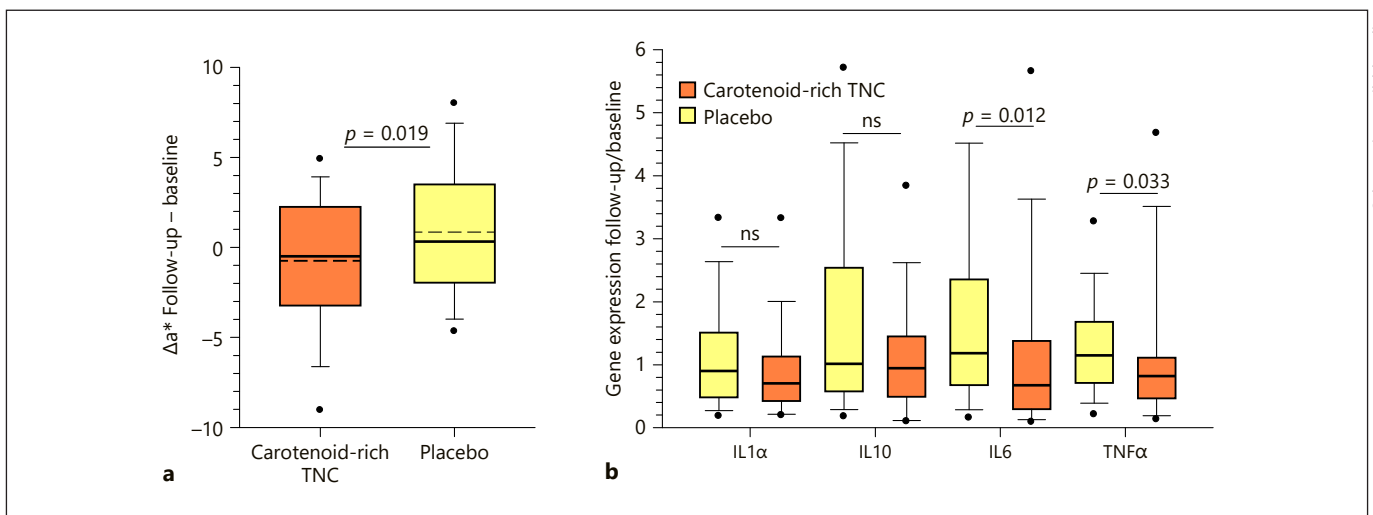 10
5
0
–5
–10
Δa* Follow-up – baseline
p = 0.019
Carotenoid-rich
TNC
Placebo
a
6
5
4
3
2
1
0
Gene expression follow-up/baseline
Carotenoid-rich TNC
Placebo
ns
ns
p = 0.012
p = 0.033
IL1α
IL10
IL6
TNFα
b